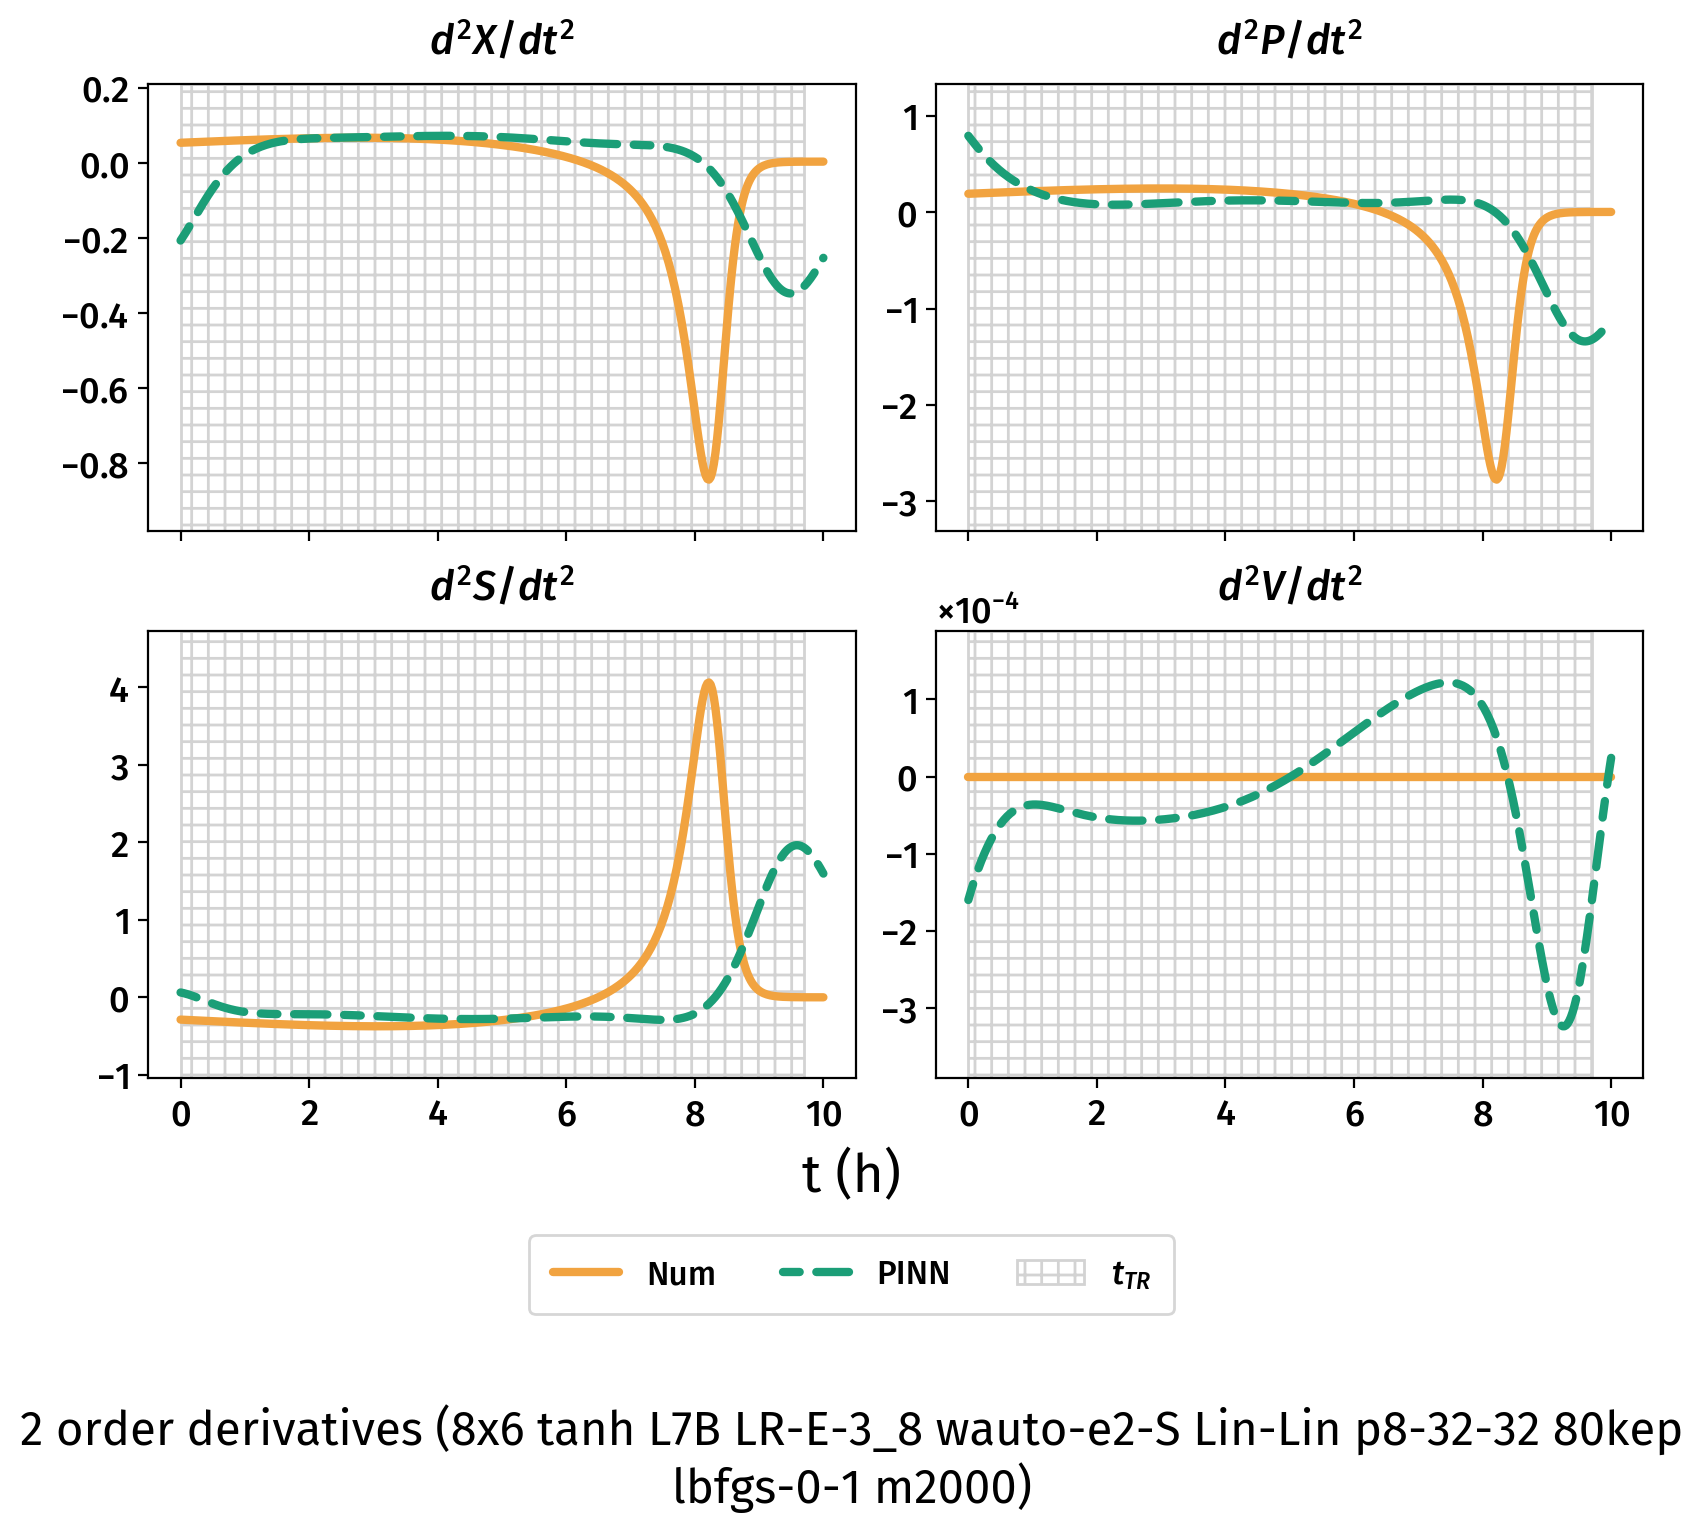 d²X/dt²
d²P/dt²
0.2
0.0
−0.2
−0.4
−0.6
−0.8
1
0
−1
−2
−3
d²S/dt²
d²V/dt²
×10⁻⁴
4
3
2
1
0
−1
1
0
−1
−2
−3
0 2 4 6 8 10
0 2 4 6 8 10
t (h)
Num PINN t_TR
2 order derivatives (8x6 tanh L7B LR-E-3_8 wauto-e2-S Lin-Lin p8-32-32 80kep
lbfgs-0-1 m2000)